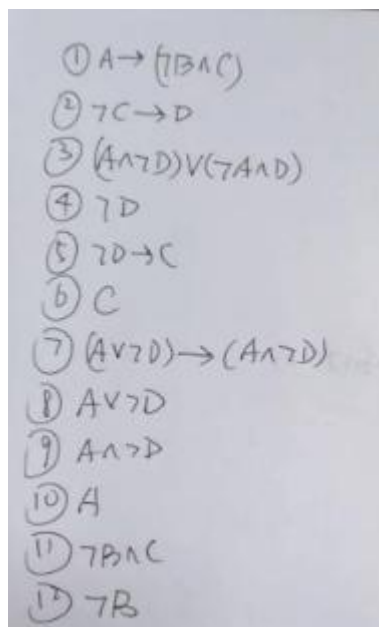 ① A→(¬B∧C)
② ¬C→D
③ (A∧¬D)∨(¬A∧D)
④ ¬D
⑤ ¬D→C
⑥ C
⑦ (A∨¬D)→(A∧¬D)
⑧ A∨¬D
⑨ A∧¬D
⑩ A
⑪ ¬B∧C
⑫ ¬B